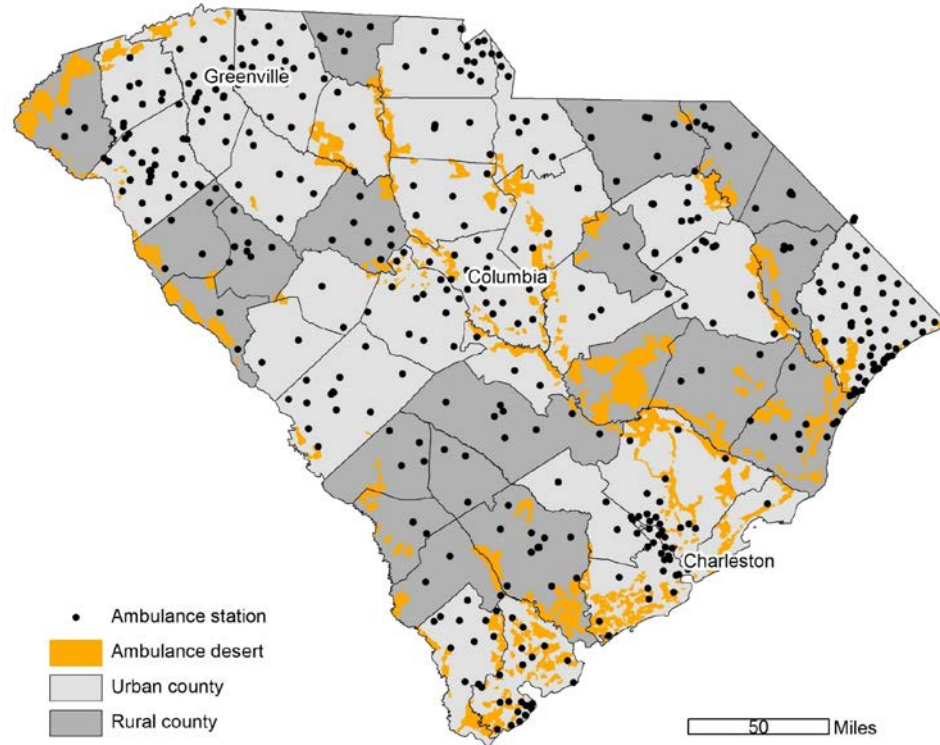 Greenville
Columbia
Charleston
Ambulance station
Ambulance desert
Urban county
Rural county
50 Miles